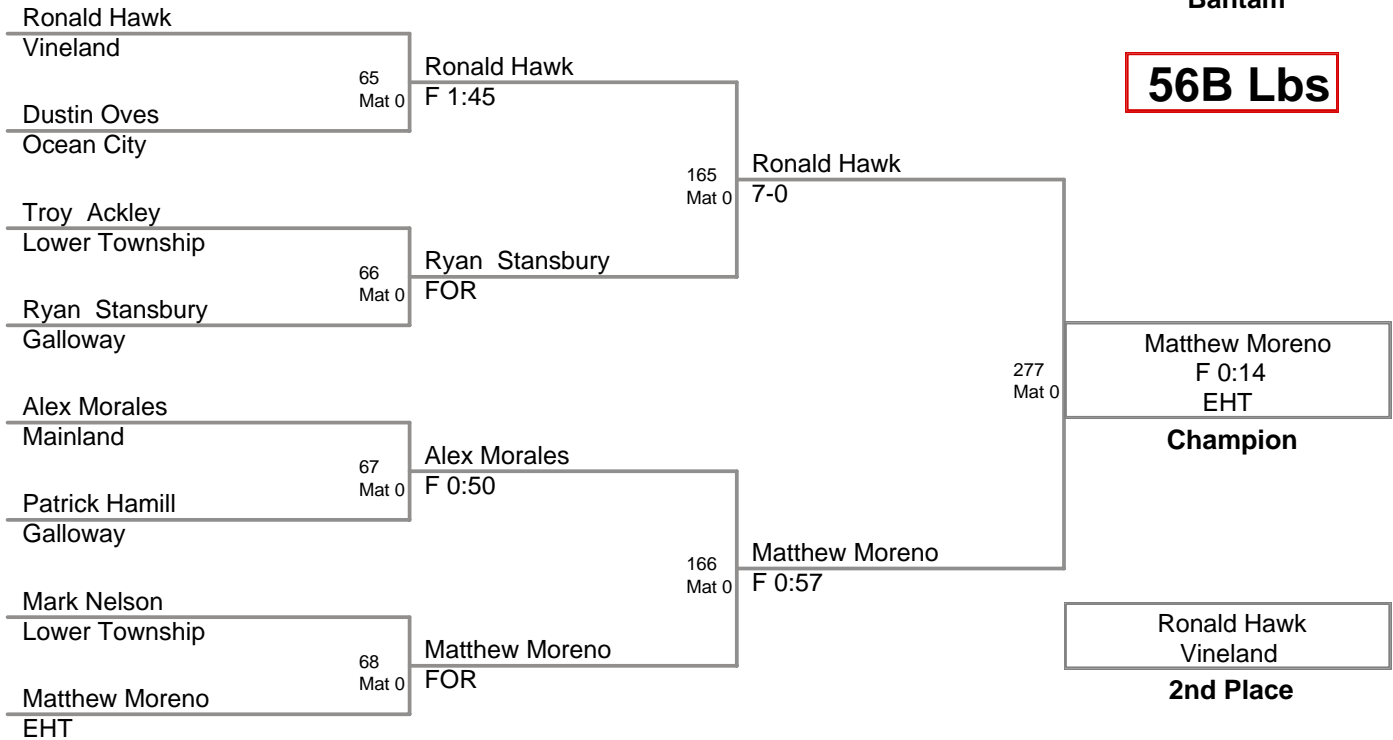 Bantam
56B Lbs
Ronald Hawk
Vineland
65
Mat 0
Dustin Oves
Ocean City
Ronald Hawk
F 1:45
Troy  Ackley
Lower Township
66
Mat 0
Ryan  Stansbury
Galloway
Ryan  Stansbury
FOR
165
Mat 0
Ronald Hawk
7-0
Alex Morales
Mainland
67
Mat 0
Patrick Hamill
Galloway
Alex Morales
F 0:50
Mark Nelson
Lower Township
68
Mat 0
Matthew Moreno
EHT
Matthew Moreno
FOR
166
Mat 0
Matthew Moreno
F 0:57
277
Mat 0
Matthew Moreno
F 0:14
EHT
Champion
Ronald Hawk
Vineland
2nd Place